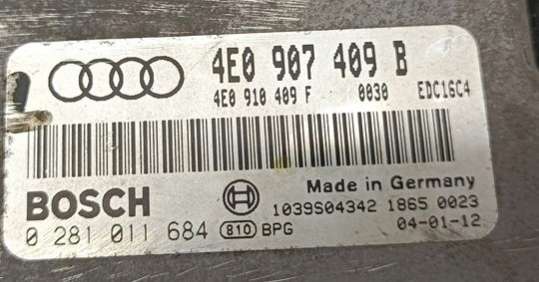 4E0 907 409 B
4E0 910 409 F 0030 EDC16C4
BOSCH
Made in Germany
1039S04342 1865 0023
0 281 011 684 810 BPG 04-01-12